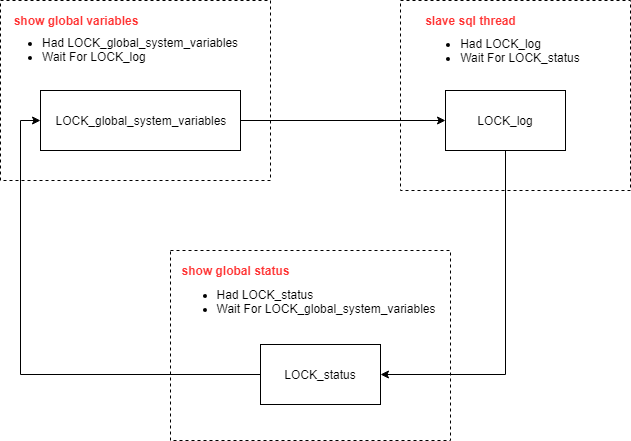 show global variables
Had LOCK_global_system_variables
Wait For LOCK_log
LOCK_global_system_variables
slave sql thread
Had LOCK_log
Wait For LOCK_status
LOCK_log
show global status
Had LOCK_status
Wait For LOCK_global_system_variables
LOCK_status